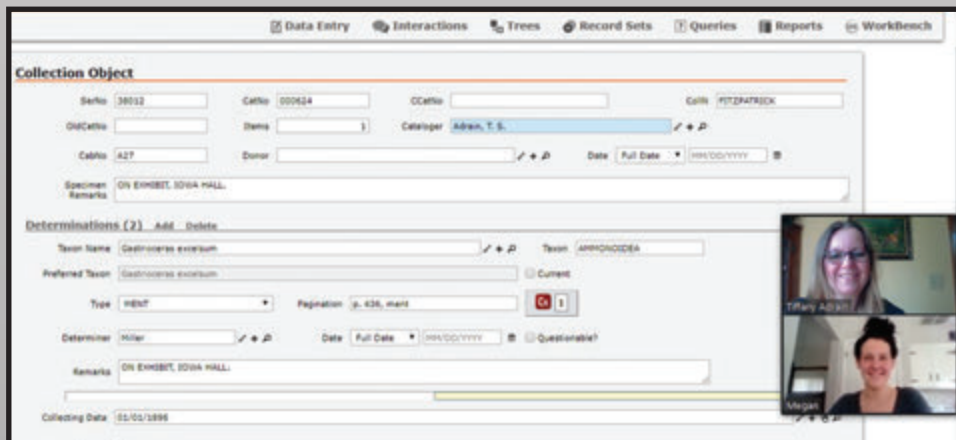 Data Entry Interactions Trees Record Sets Queries Reports WorkBench
Collection Object
SerNo 36012 CatNo 000624 CCatNo CollN FITZPATRICK
OldCatNo Items 1 Cataloger Adrain, T. S.
CabNo A27 Donor Date Full Date MM/DD/YYYY
Specimen Remarks ON EXHIBIT, IOWA HALL.
Determinations (2) Add Delete
Taxon Name Gastrioceras excelsum Taxon AMMONOIDEA
Preferred Taxon Gastrioceras excelsum Current
Type MENT Pagination p. 636, ment Co 1
Determiner Miller Date Full Date MM/DD/YYYY Questionable?
Remarks ON EXHIBIT, IOWA HALL.
Collecting Date 01/01/1896
Tiffany Adrain
Megan